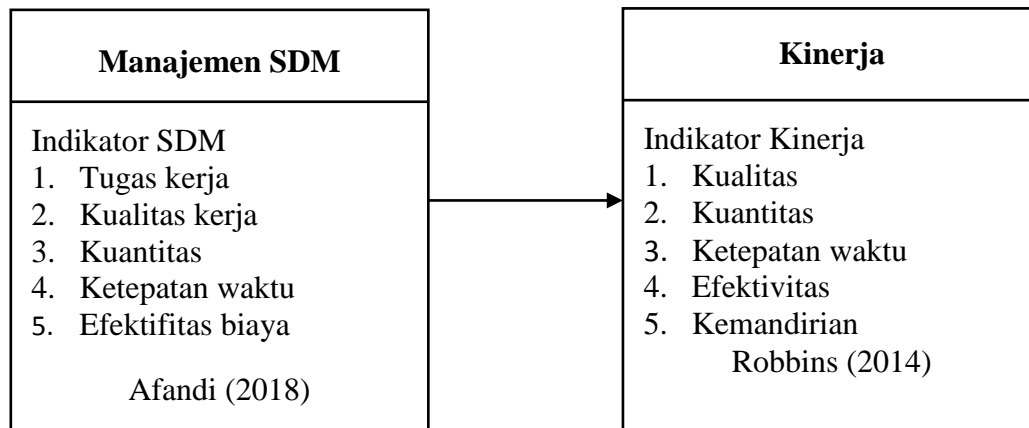 Manajemen SDM
Indikator SDM
1. Tugas kerja
2. Kualitas kerja
3. Kuantitas
4. Ketepatan waktu
5. Efektifitas biaya
Afandi (2018)
Kinerja
Indikator Kinerja
1. Kualitas
2. Kuantitas
3. Ketepatan waktu
4. Efektivitas
5. Kemandirian
Robbins (2014)